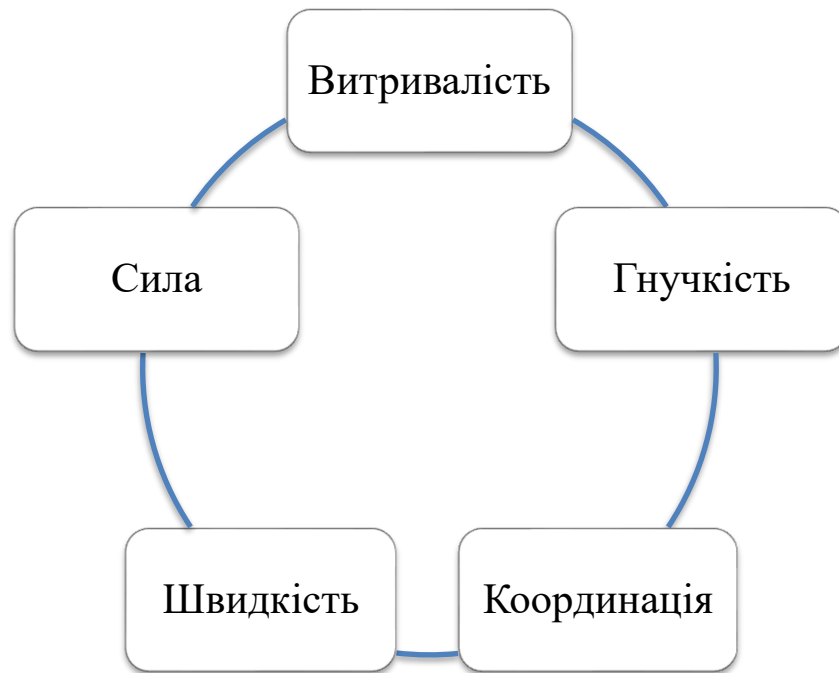 Витривалість
Сила
Гнучкість
Швидкість
Координація